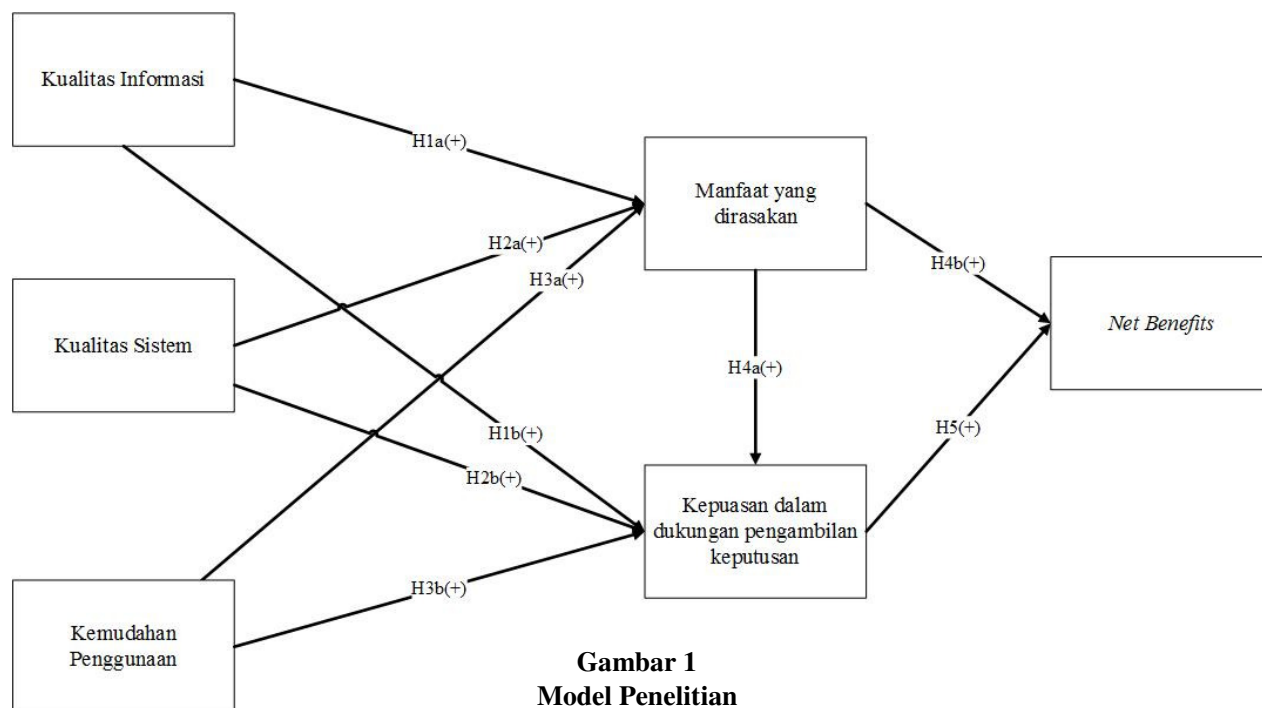 Kualitas Informasi
H1a(+)
Manfaat yang
dirasakan
H2a(+)
H3a(+)
H4b(+)
Kualitas Sistem
Net Benefits
H4a(+)
H1b(+)
H5(+)
H2b(+)
Kepuasan dalam
dukungan pengambilan
keputusan
H3b(+)
Kemudahan
Penggunaan
Gambar 1
Model Penelitian